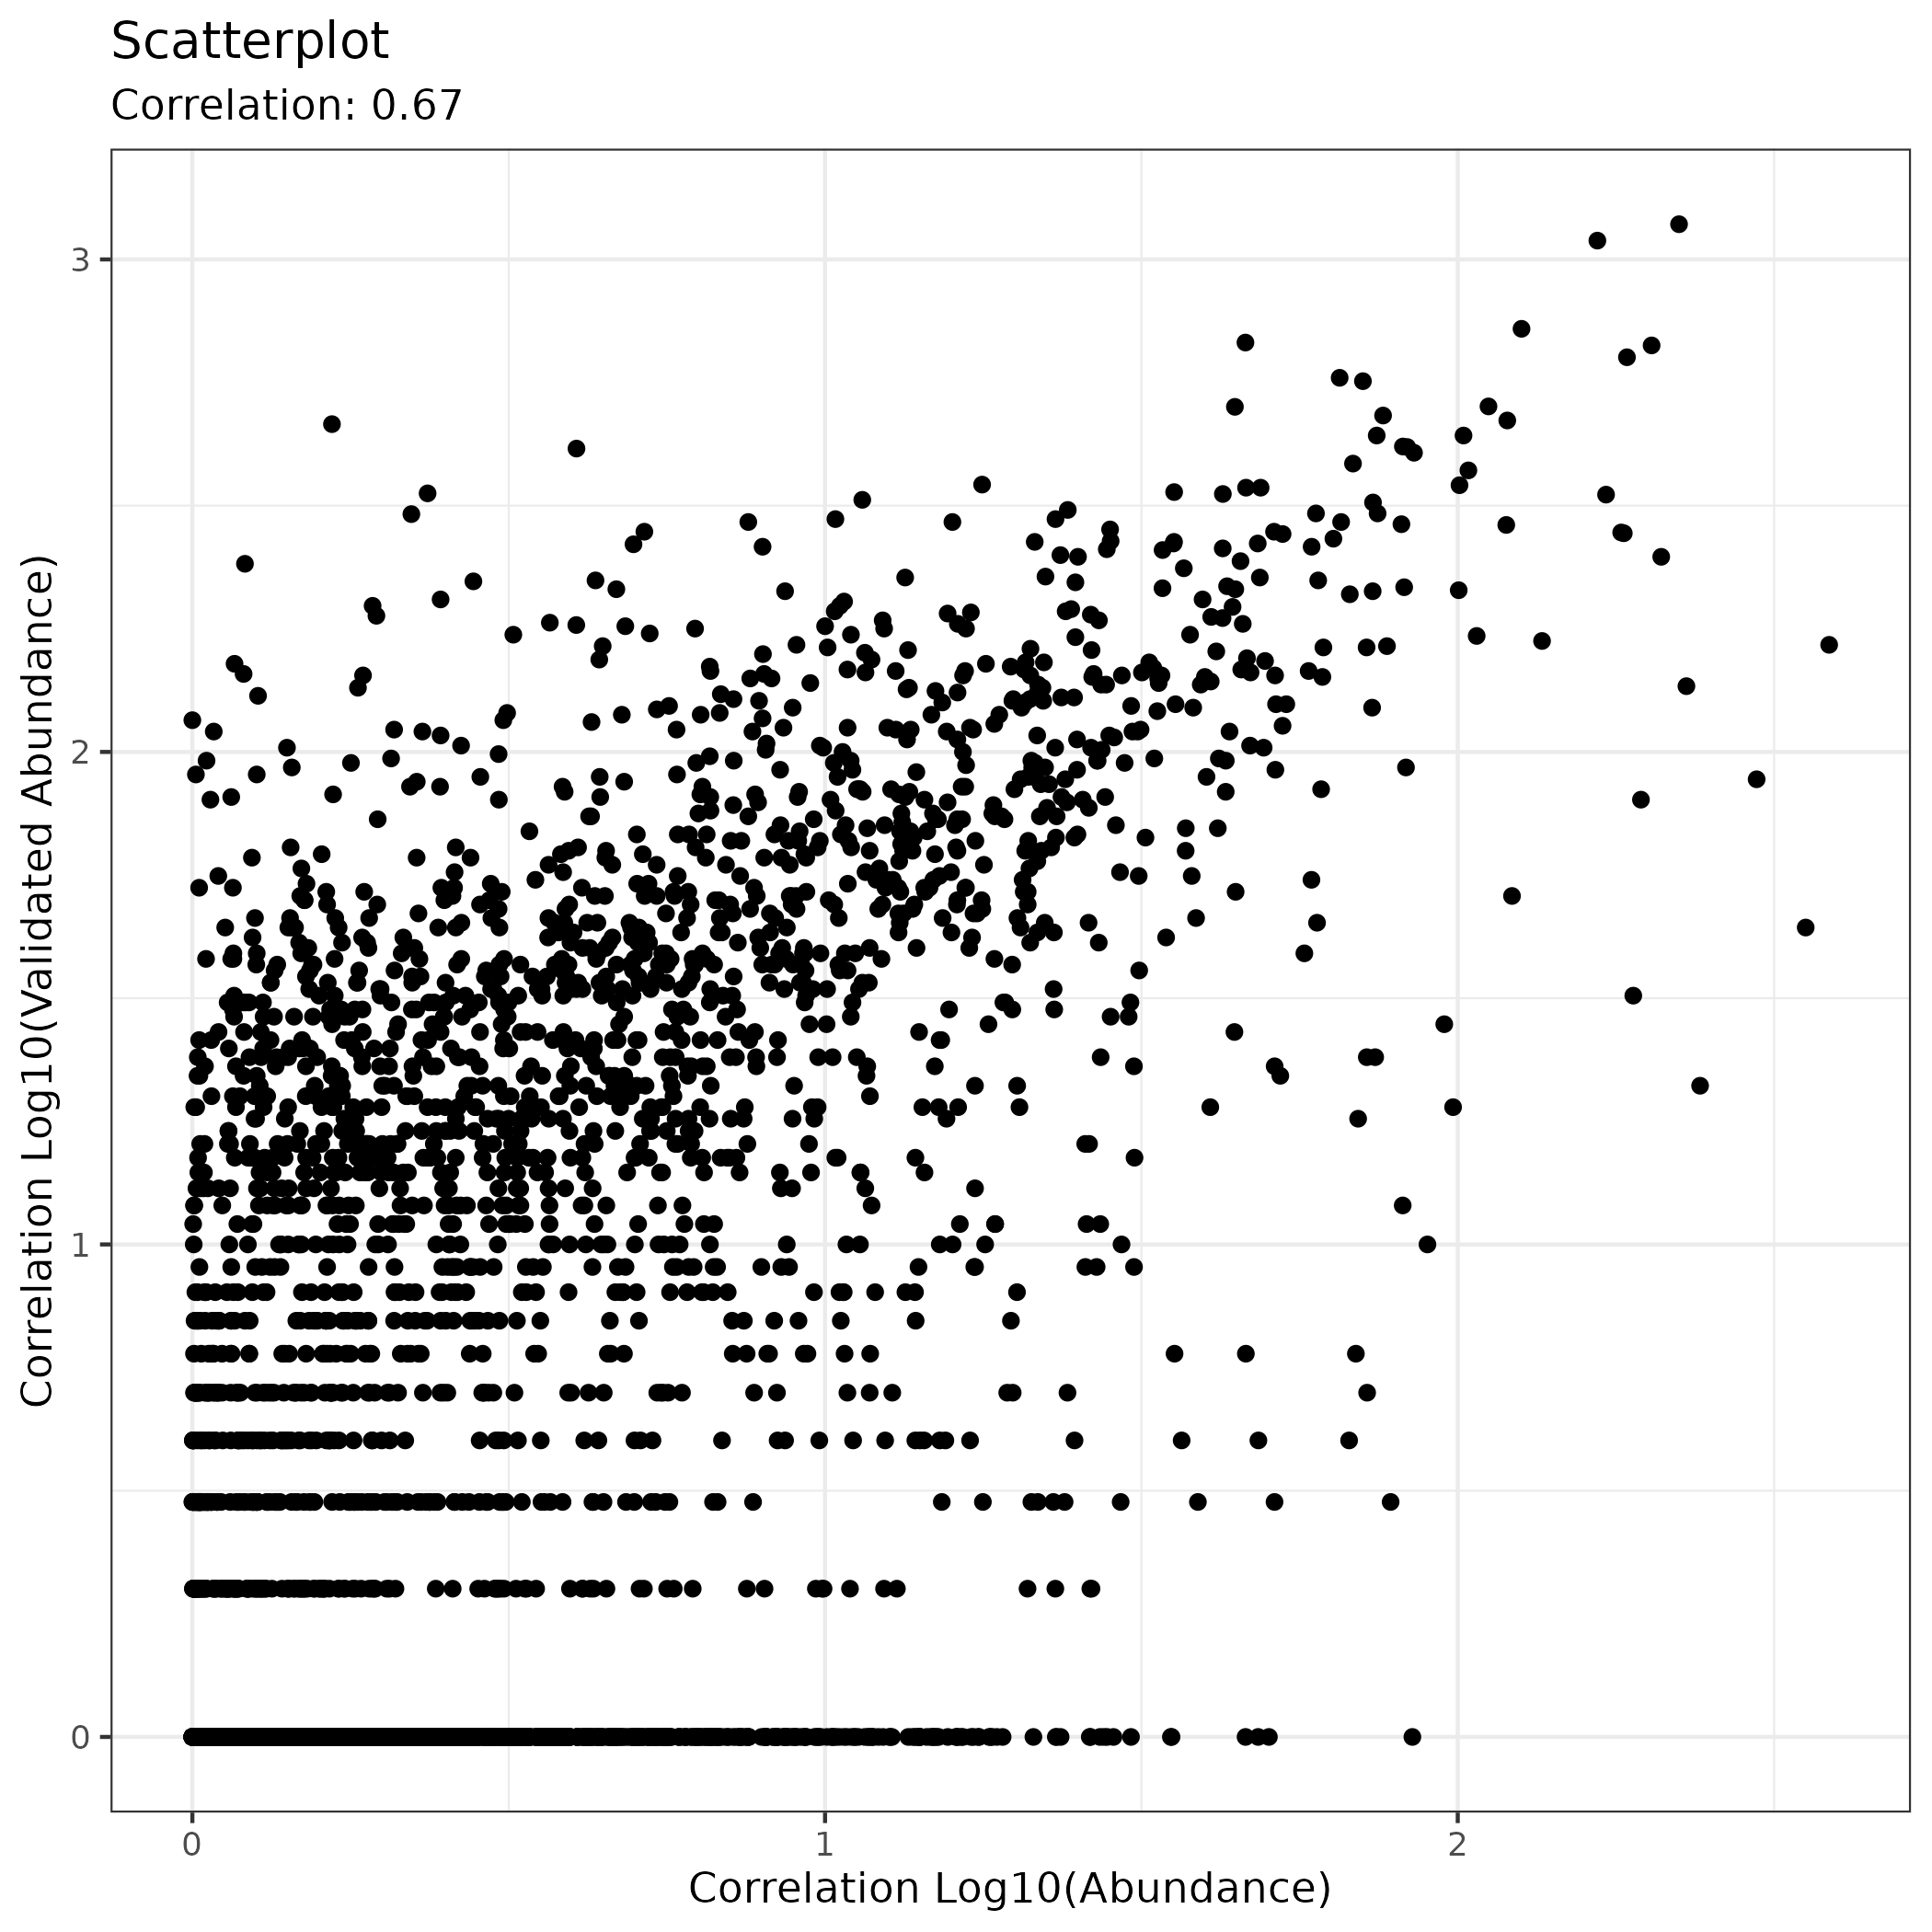 Scatterplot
Correlation: 0.67
Correlation Log10(Validated Abundance)
3
2
1
0
0
1
2
Correlation Log10(Abundance)